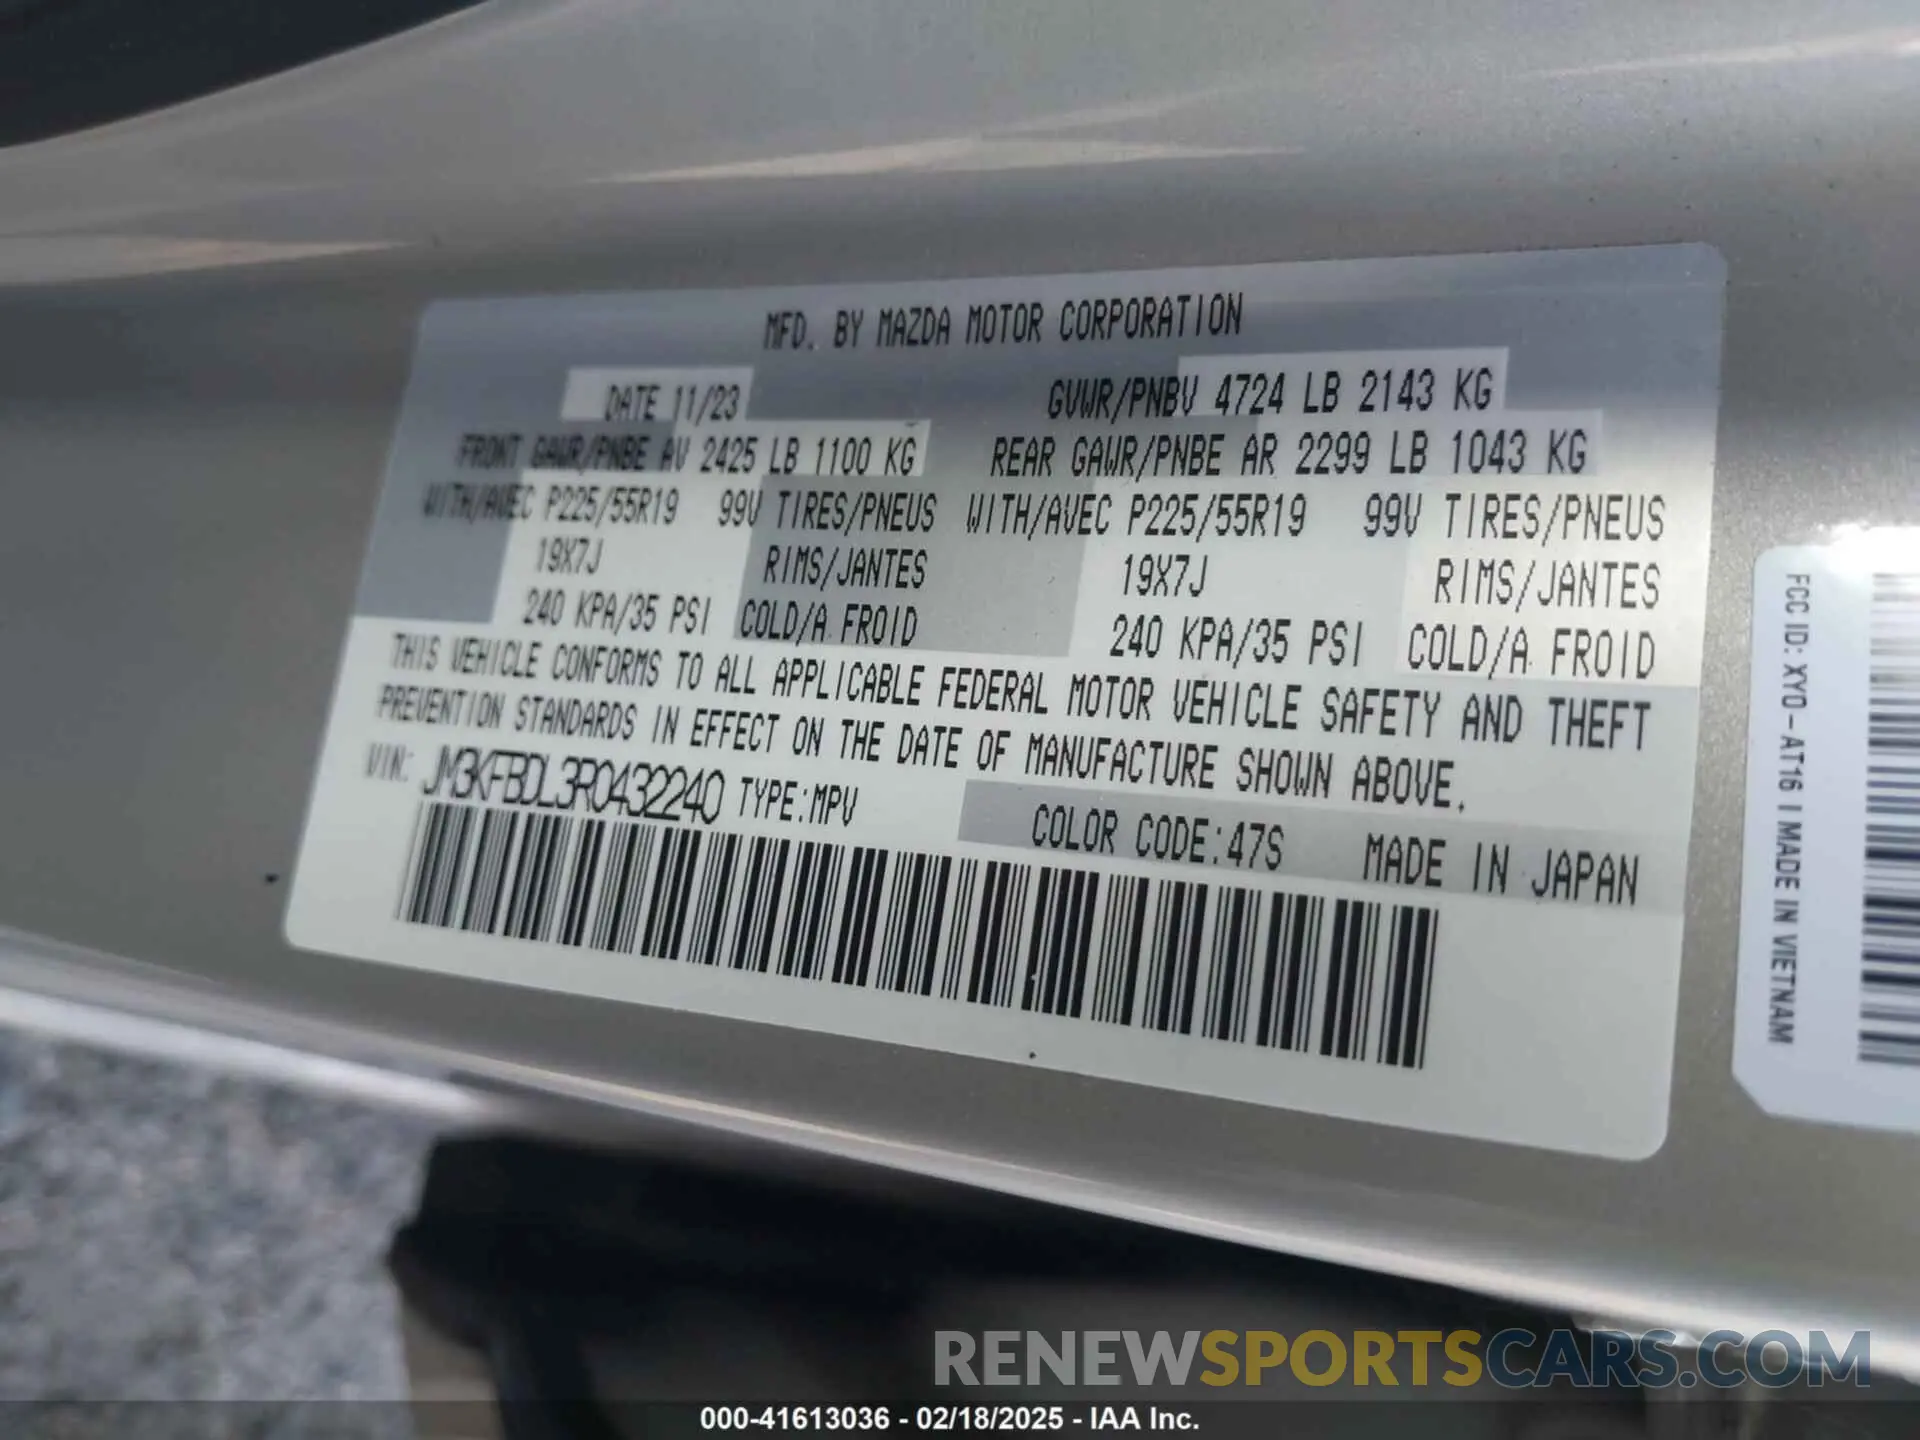 MFD. BY MAZDA MOTOR CORPORATION
DATE 11/23 GVWR/PNBV 4724 LB 2143 KG
FRONT GAWR/PNBE AV 2425 LB 1100 KG REAR GAWR/PNBE AR 2299 LB 1043 KG
WITH/AVEC P225/55R19 99V TIRES/PNEUS WITH/AVEC P225/55R19 99V TIRES/PNEUS
19X7J RIMS/JANTES 19X7J RIMS/JANTES
240 KPA/35 PSI COLD/A FROID 240 KPA/35 PSI COLD/A FROID
THIS VEHICLE CONFORMS TO ALL APPLICABLE FEDERAL MOTOR VEHICLE SAFETY AND THEFT
PREVENTION STANDARDS IN EFFECT ON THE DATE OF MANUFACTURE SHOWN ABOVE.
VIN: JM3KFBDL3R0432240 TYPE:MPV
COLOR CODE:47S MADE IN JAPAN
FCC ID: XY0-AT16 | MADE IN VIETNAM
RENEWSPORTSCARS.COM
000-41613036 - 02/18/2025 - IAA Inc.